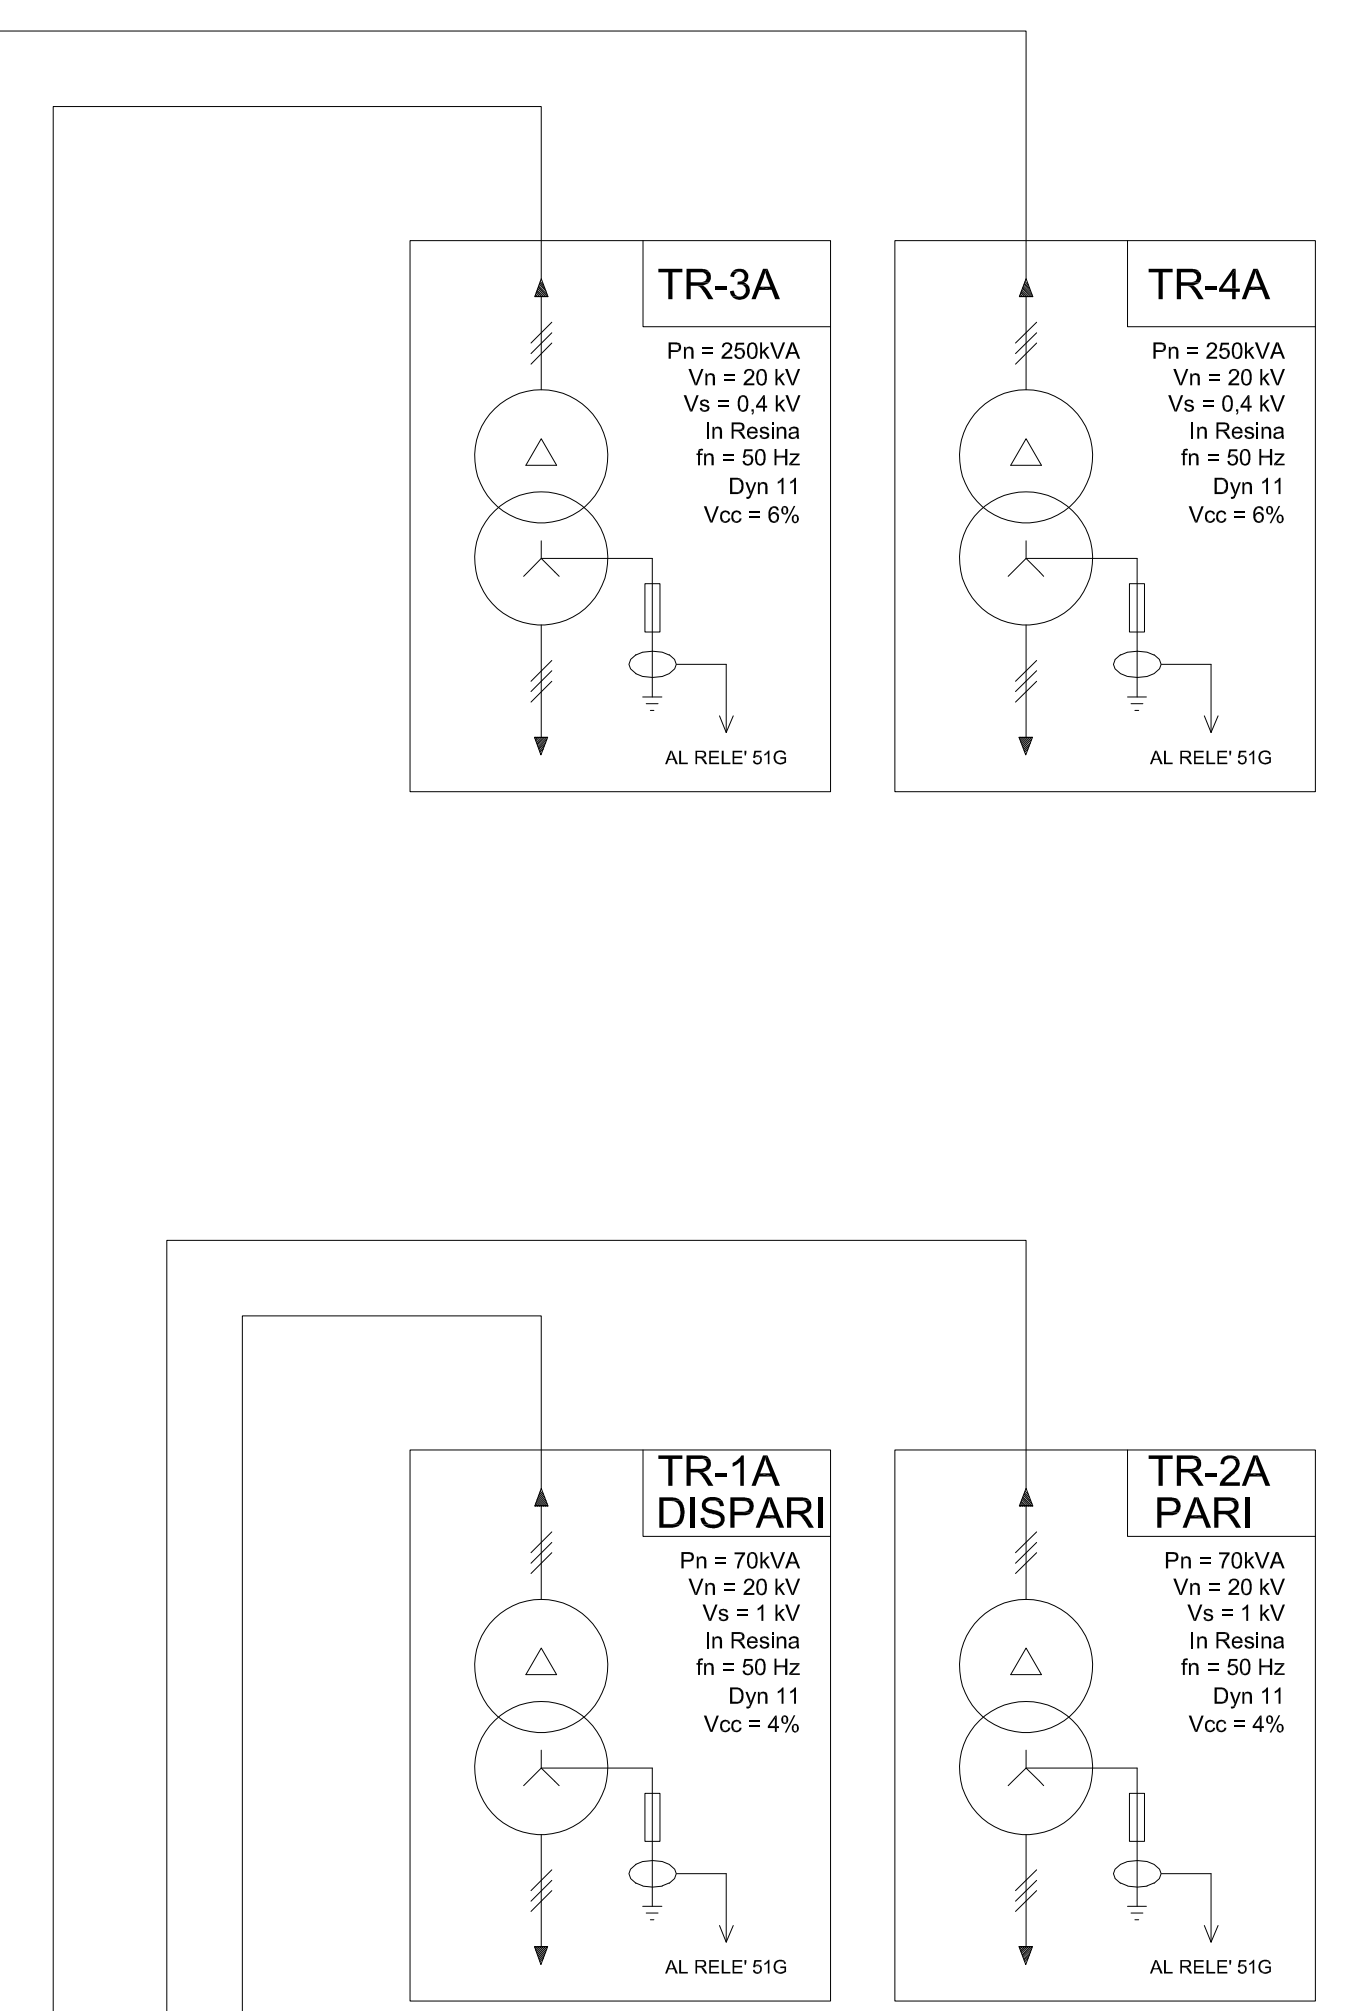 TR-3A
Pn = 250kVA
Vn = 20 kV
Vs = 0,4 kV
In Resina
fn = 50 Hz
Dyn 11
Vcc = 6%
AL RELE' 51G
TR-4A
Pn = 250kVA
Vn = 20 kV
Vs = 0,4 kV
In Resina
fn = 50 Hz
Dyn 11
Vcc = 6%
AL RELE' 51G
TR-1A
DISPARI
Pn = 70kVA
Vn = 20 kV
Vs = 1 kV
In Resina
fn = 50 Hz
Dyn 11
Vcc = 4%
AL RELE' 51G
TR-2A
PARI
Pn = 70kVA
Vn = 20 kV
Vs = 1 kV
In Resina
fn = 50 Hz
Dyn 11
Vcc = 4%
AL RELE' 51G